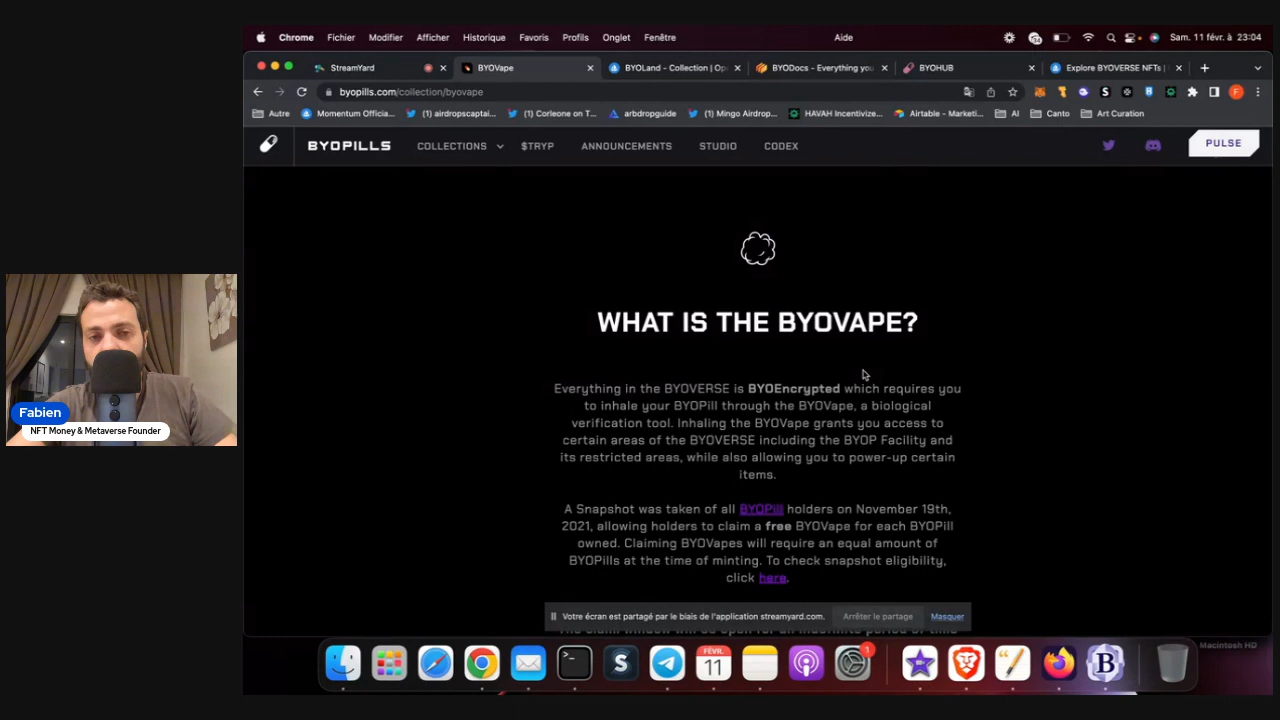 Chrome Fichier Modifier Afficher Historique Favoris Profils Onglet Fenêtre Aide Sam. 11 févr à 23:04
StreamYard BYOVape BYOLand - Collection | Op BYODocs - Everything you BYOHUB Explore BYOVERSE NFTs |
byopills.com/collection/byovape
Autre Momentum Officia... (1) airdropscaptai... (1) Corleone on T... arbdropguide (1) Mingo Airdrop... HAVAH Incentivize... Airtable - Marketi... AI Canto Art Curation
BYOPILLS COLLECTIONS $TRYP ANNOUNCEMENTS STUDIO CODEX PULSE
WHAT IS THE BYOVAPE?
Everything in the BYOVERSE is BYOEncrypted which requires you
to inhale your BYOPill through the BYOVape, a biological
verification tool. Inhaling the BYOVape grants you access to
certain areas of the BYOVERSE including the BYOP Facility and
its restricted areas, while also allowing you to power-up certain
items.
A Snapshot was taken of all BYOPill holders on November 19th,
2021, allowing holders to claim a free BYOVape for each BYOPill
owned. Claiming BYOVapes will require an equal amount of
BYOPills at the time of minting. To check snapshot eligibility,
click here.
Votre écran est partagé par le biais de l'application streamyard.com. Arrêter le partage Masquer
Macintosh HD
FÉVR.
11
1
Fabien
NFT Money & Metaverse Founder